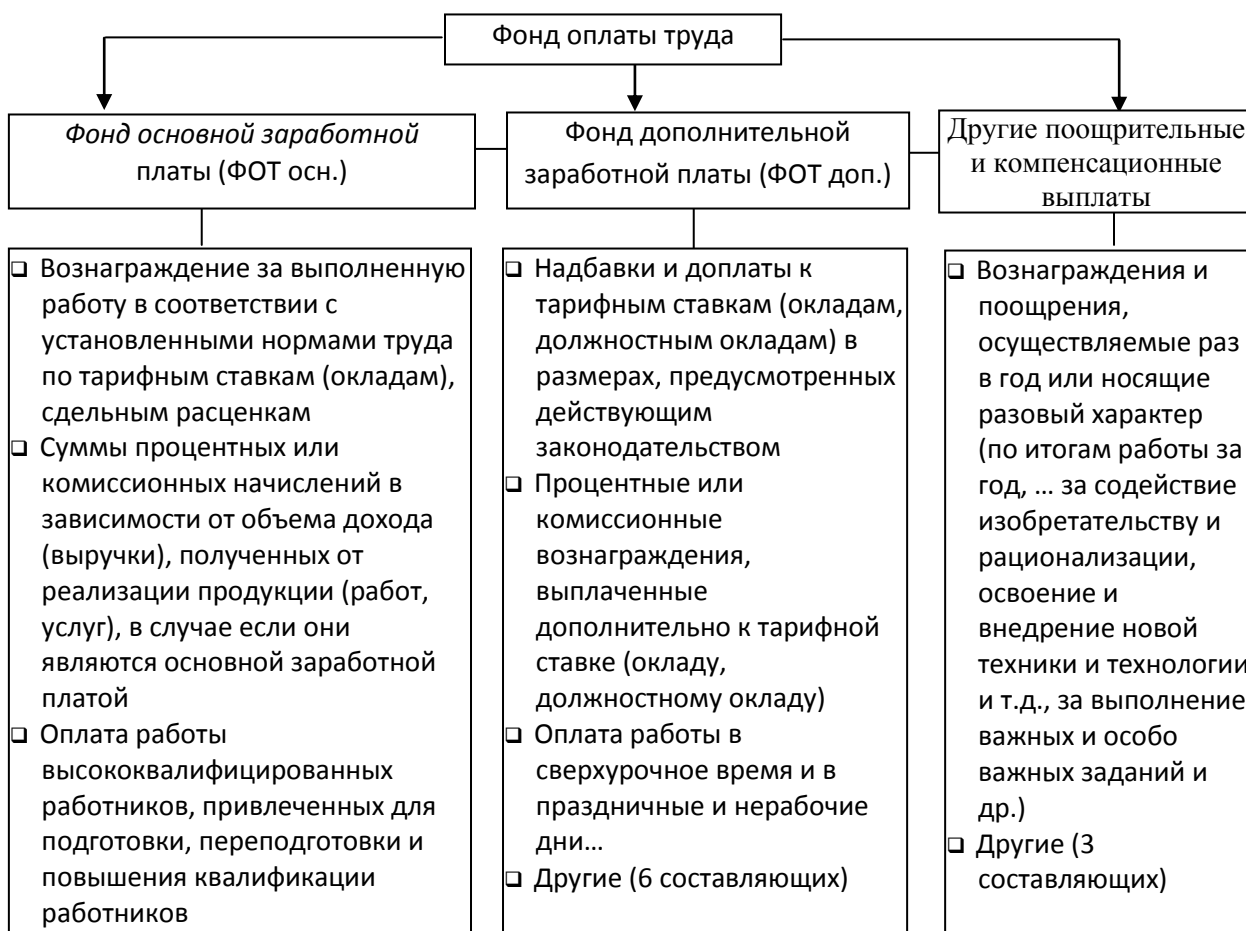 Фонд оплаты труда
Фонд основной заработной
платы (ФОТ осн.)
Фонд дополнительной
заработной платы (ФОТ доп.)
Другие поощрительные
и компенсационные
выплаты
Вознаграждение за выполненную
работу в соответствии с
установленными нормами труда
по тарифным ставкам (окладам),
сдельным расценкам
Суммы процентных или
комиссионных начислений в
зависимости от объема дохода
(выручки), полученных от
реализации продукции (работ,
услуг), в случае если они
являются основной заработной
платой
Оплата работы
высококвалифицированных
работников, привлеченных для
подготовки, переподготовки и
повышения квалификации
работников
Надбавки и доплаты к
тарифным ставкам (окладам,
должностным окладам) в
размерах, предусмотренных
действующим
законодательством
Процентные или
комиссионные
вознаграждения,
выплаченные
дополнительно к тарифной
ставке (окладу,
должностному окладу)
Оплата работы в
сверхурочное время и в
праздничные и нерабочие
дни…
Другие (6 составляющих)
Вознаграждения и
поощрения,
осуществляемые раз
в год или носящие
разовый характер
(по итогам работы за
год, … за содействие
изобретательству и
рационализации,
освоение и
внедрение новой
техники и технологии
и т.д., за выполнение
важных и особо
важных заданий и
др.)
Другие (3
составляющих)